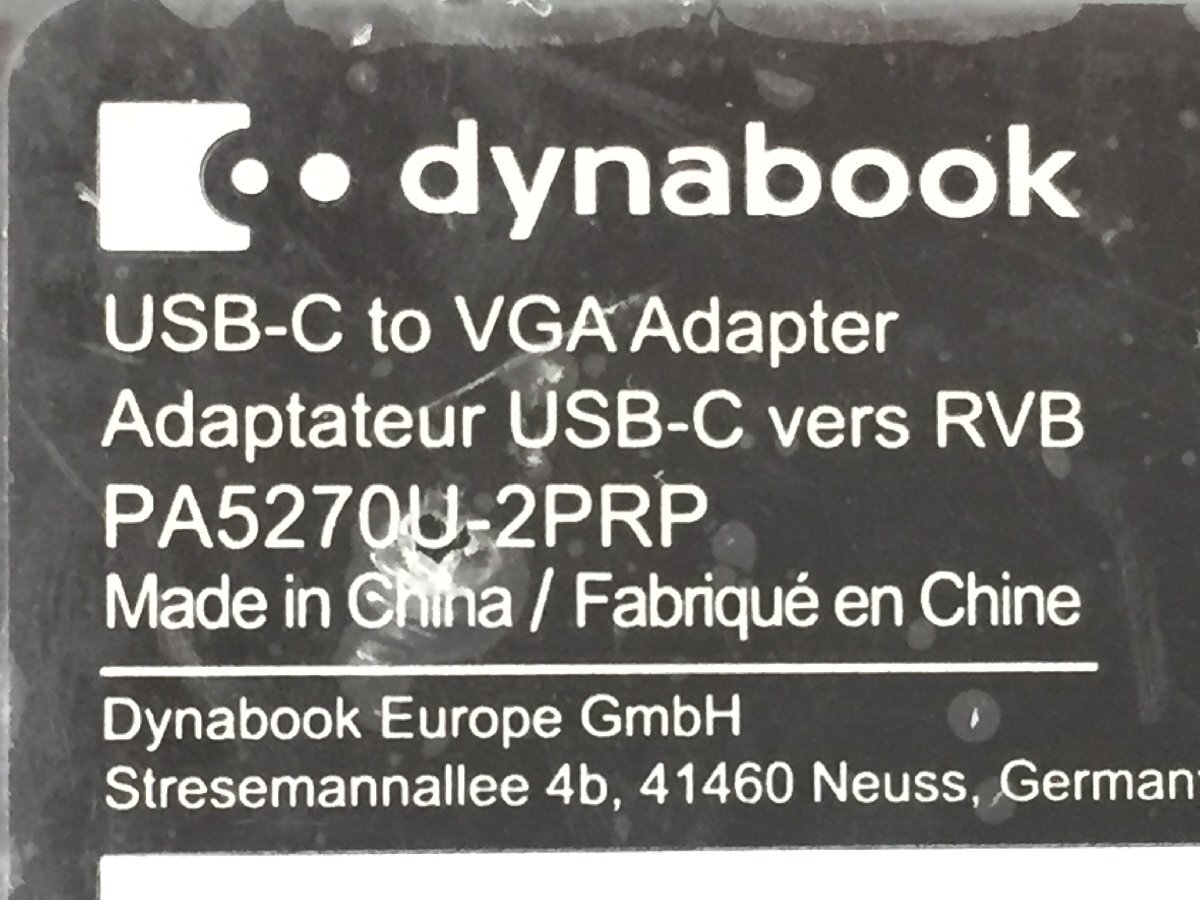 dynabook
USB-C to VGA Adapter
Adaptateur USB-C vers RVB
PA5270U-2PRP
Made in China / Fabriqué en Chine
Dynabook Europe GmbH
Stresemannallee 4b, 41460 Neuss, German